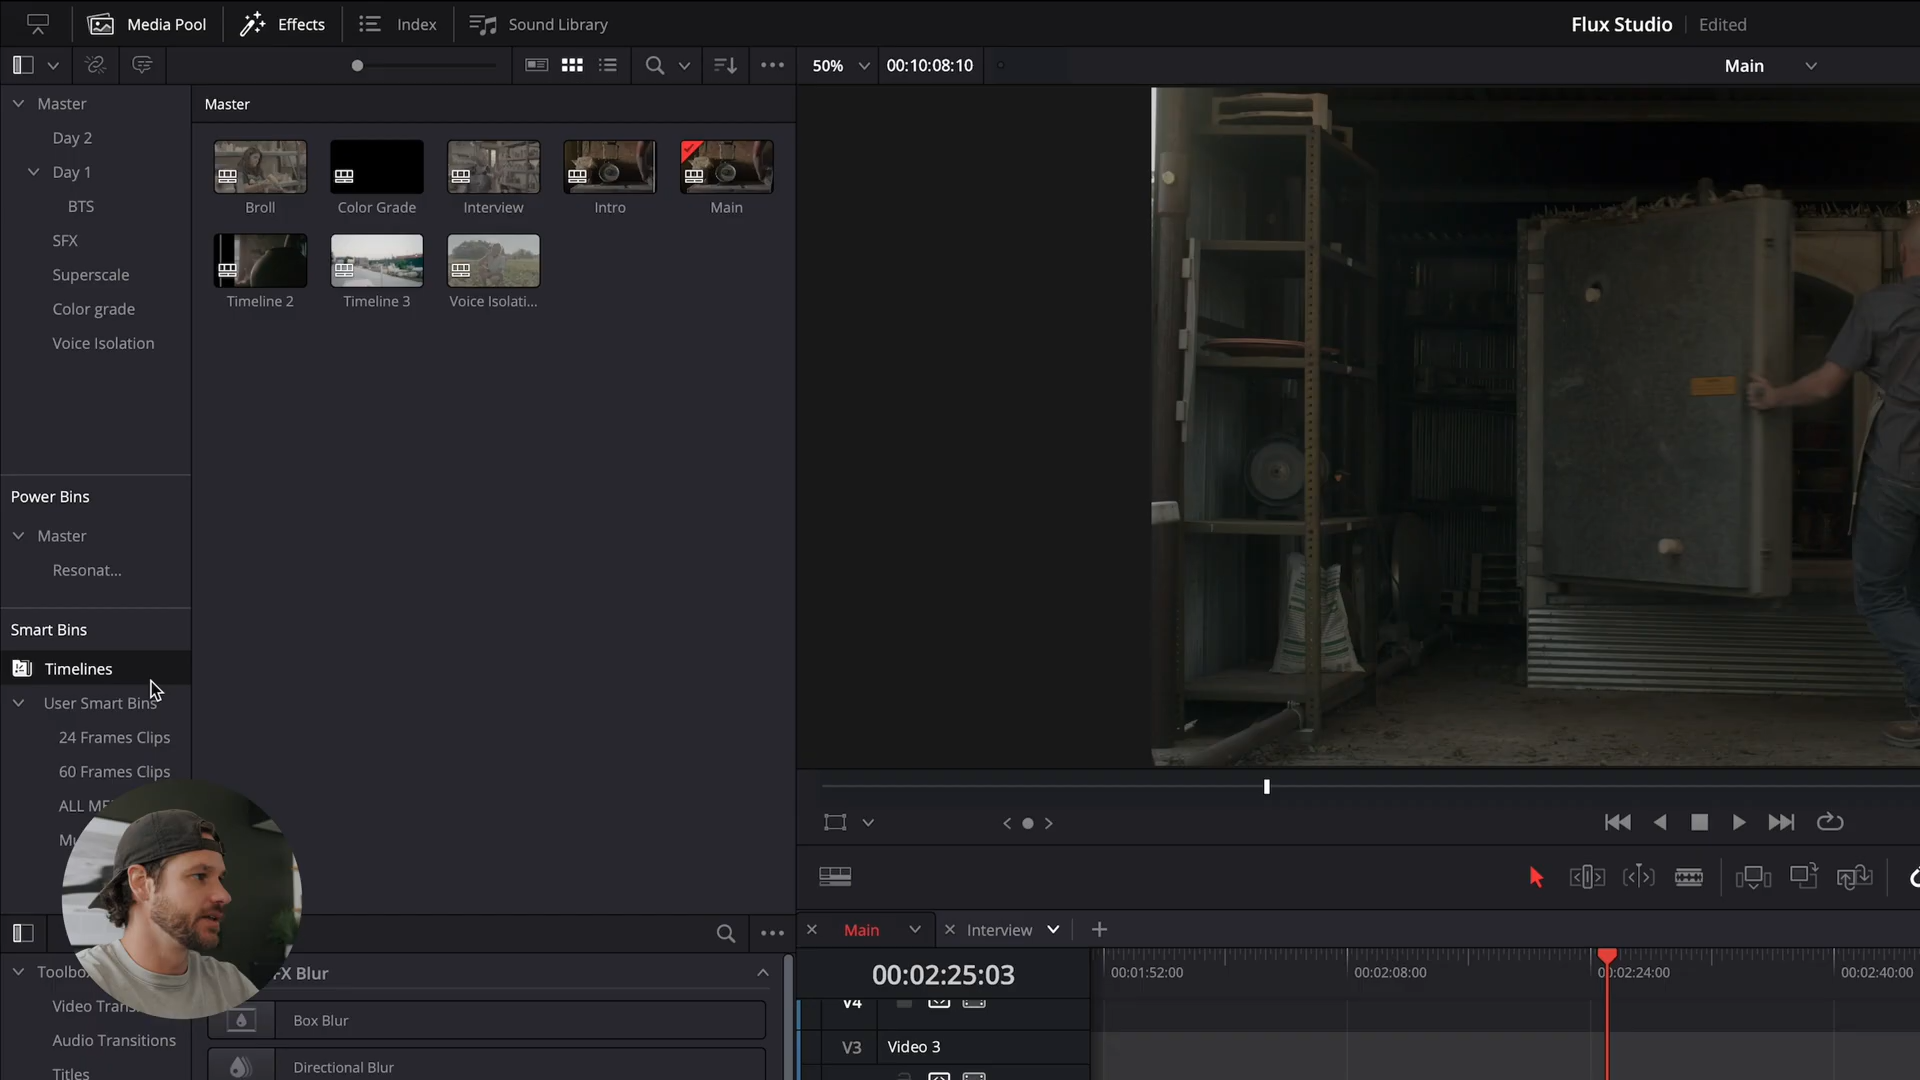 Media Pool Effects Index Sound Library Flux Studio Edited
50% 00:10:08:10 Main
Master Master
Day 2
Day 1
BTS
SFX
Superscale
Color grade
Voice Isolation
Broll Color Grade Interview Intro Main
Timeline 2 Timeline 3 Voice Isolati...
Power Bins
Master
Resonat...
Smart Bins
Timelines
User Smart Bins
24 Frames Clips
60 Frames Clips
ALL
Main Interview
Video Tran
Audio Transitions
Titles
FX Blur
Box Blur
Directional Blur
00:02:25:03 00:01:52:00 00:02:08:00 00:02:24:00 00:02:40:00
V4
V3 Video 3